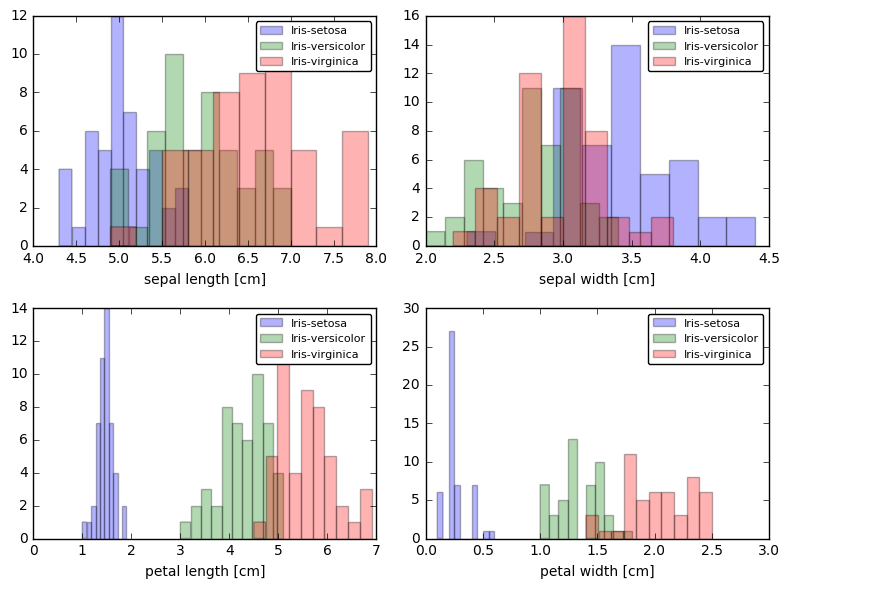 12
10
8
6
4
2
0
4.0 4.5 5.0 5.5 6.0 6.5 7.0 7.5 8.0
sepal length [cm]
Iris-setosa
Iris-versicolor
Iris-virginica
16
14
12
10
8
6
4
2
0
2.0 2.5 3.0 3.5 4.0 4.5
sepal width [cm]
Iris-setosa
Iris-versicolor
Iris-virginica
14
12
10
8
6
4
2
0
0 1 2 3 4 5 6 7
petal length [cm]
Iris-setosa
Iris-versicolor
Iris-virginica
30
25
20
15
10
5
0
0.0 0.5 1.0 1.5 2.0 2.5 3.0
petal width [cm]
Iris-setosa
Iris-versicolor
Iris-virginica